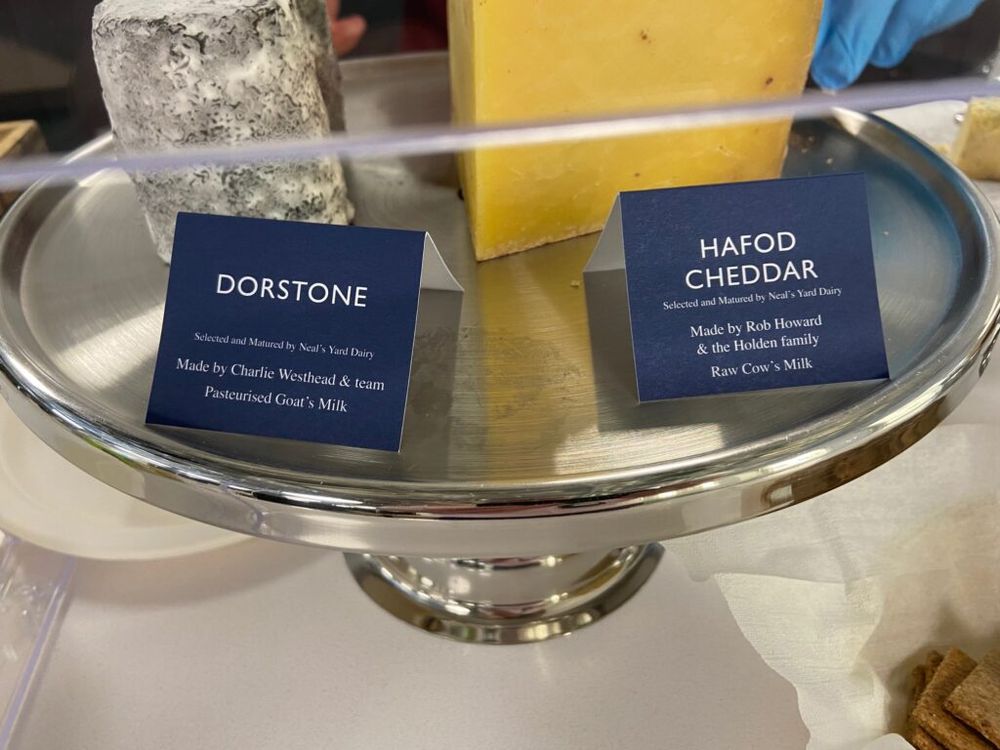 DORSTONE
Selected and Matured by Neal's Yard Dairy
Made by Charlie Westhead & team
Pasteurised Goat's Milk
HAFOD
CHEDDAR
Selected and Matured by Neal's Yard Dairy
Made by Rob Howard
& the Holden family
Raw Cow's Milk